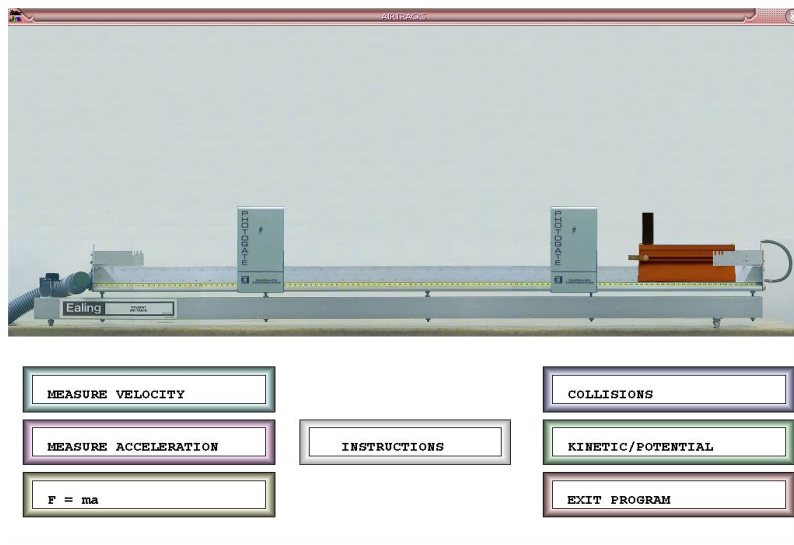 AIRTRACKS
PHOTOGATE
PHOTOGATE
Ealing
MEASURE VELOCITY
COLLISIONS
MEASURE ACCELERATION
INSTRUCTIONS
KINETIC/POTENTIAL
F = ma
EXIT PROGRAM